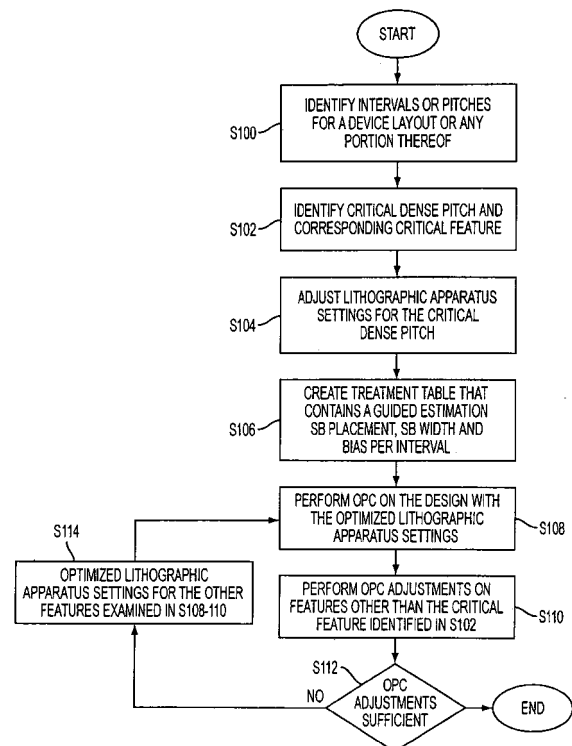 START
IDENTIFY INTERVALS OR PITCHES
FOR A DEVICE LAYOUT OR ANY
PORTION THEREOF
S100
IDENTIFY CRITICAL DENSE PITCH AND
CORRESPONDING CRITICAL FEATURE
S102
ADJUST LITHOGRAPHIC APPARATUS
SETTINGS FOR THE CRITICAL
DENSE PITCH
S104
CREATE TREATMENT TABLE THAT
CONTAINS A GUIDED ESTIMATION
SB PLACEMENT, SB WIDTH AND
BIAS PER INTERVAL
S106
PERFORM OPC ON THE DESIGN WITH
THE OPTIMIZED LITHOGRAPHIC
APPARATUS SETTINGS
S108
S114
OPTIMIZED LITHOGRAPHIC
APPARATUS SETTINGS FOR THE OTHER
FEATURES EXAMINED IN S108-110
PERFORM OPC ADJUSTMENTS ON
FEATURES OTHER THAN THE CRITICAL
FEATURE IDENTIFIED IN S102
S110
S112
OPC
ADJUSTMENTS
SUFFICIENT
NO
END